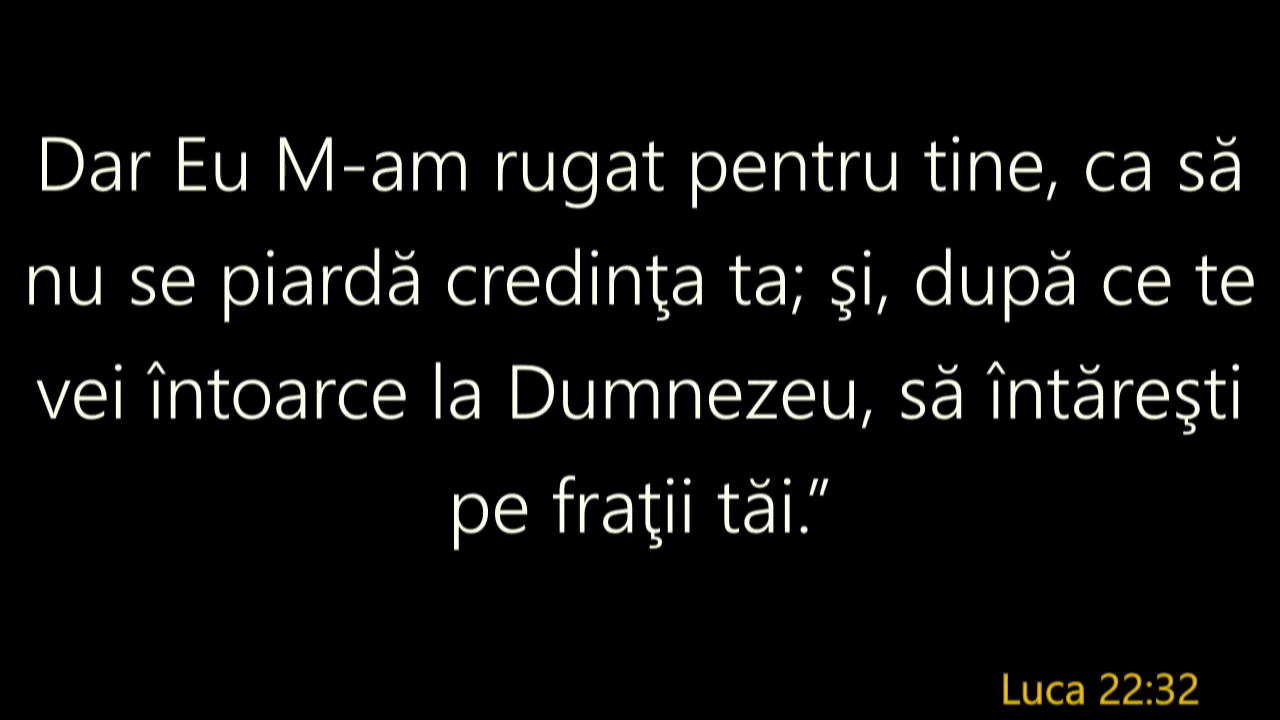 Dar Eu M-am rugat pentru tine, ca să
nu se piardă credinţa ta; şi, după ce te
vei întoarce la Dumnezeu, să întăreşti
pe fraţii tăi.”
Luca 22:32